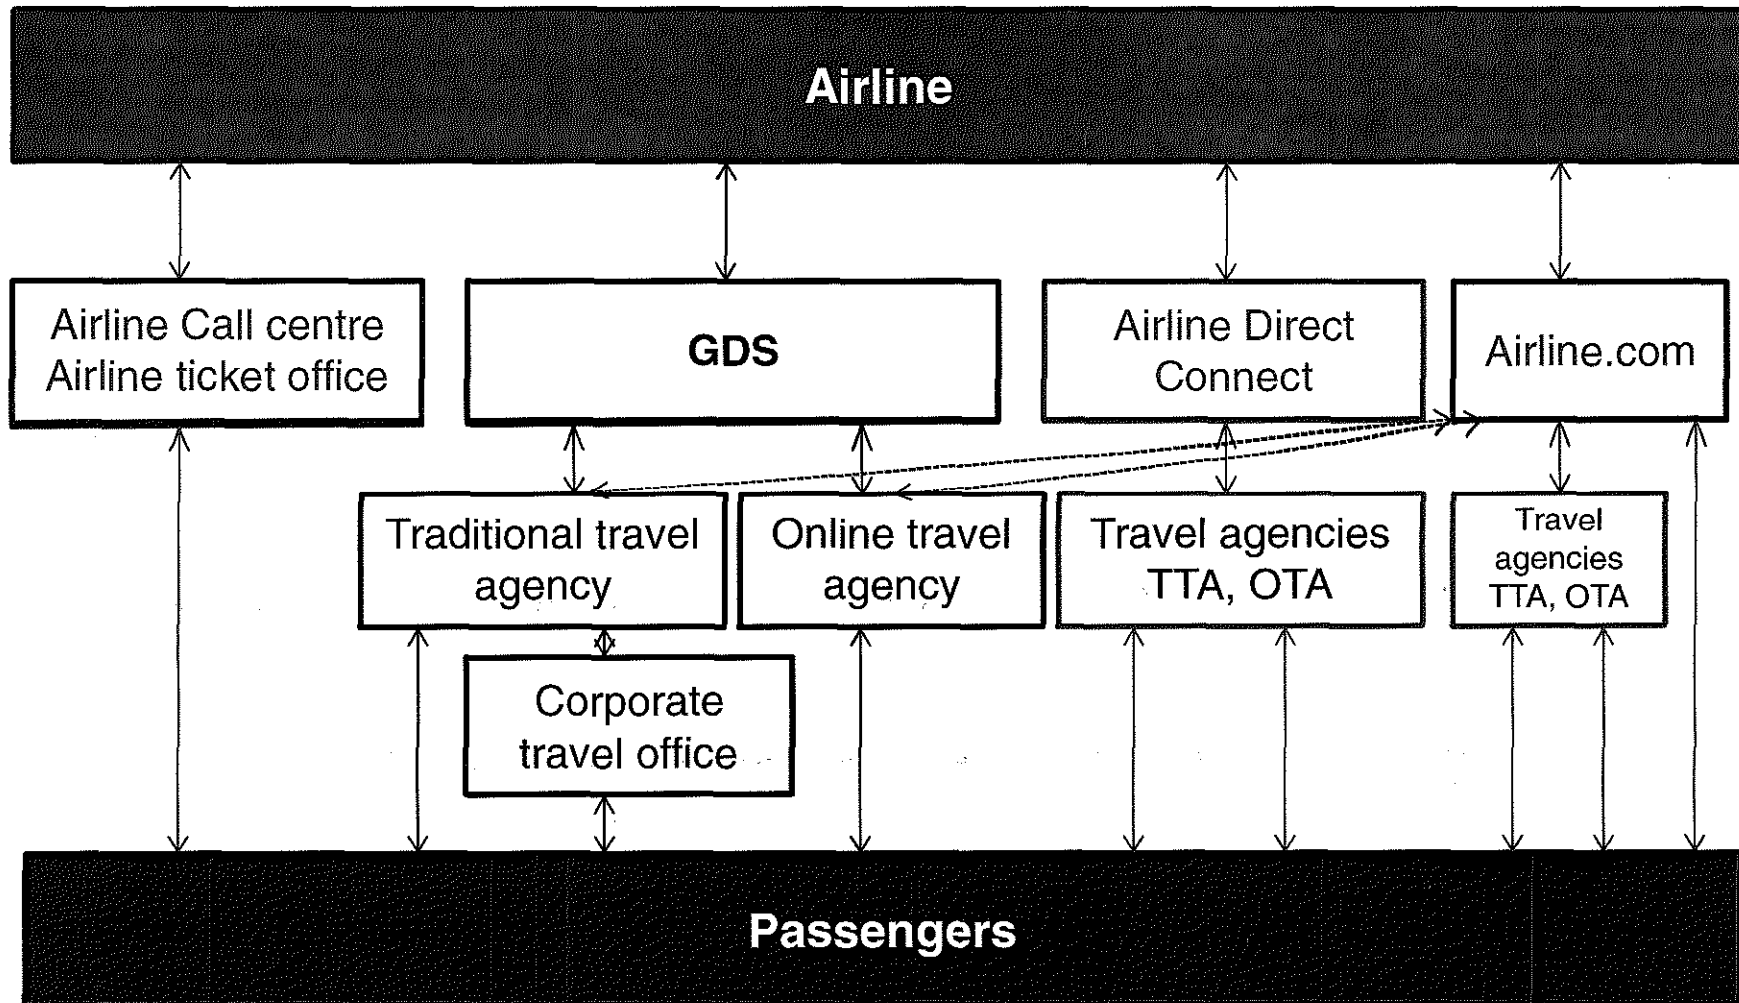 Airline
Airline Call centre
Airline ticket office
GDS
Airline Direct
Connect
Airline.com
Traditional travel
agency
Online travel
agency
Travel agencies
TTA, OTA
Travel
agencies
TTA, OTA
Corporate
travel office
Passengers